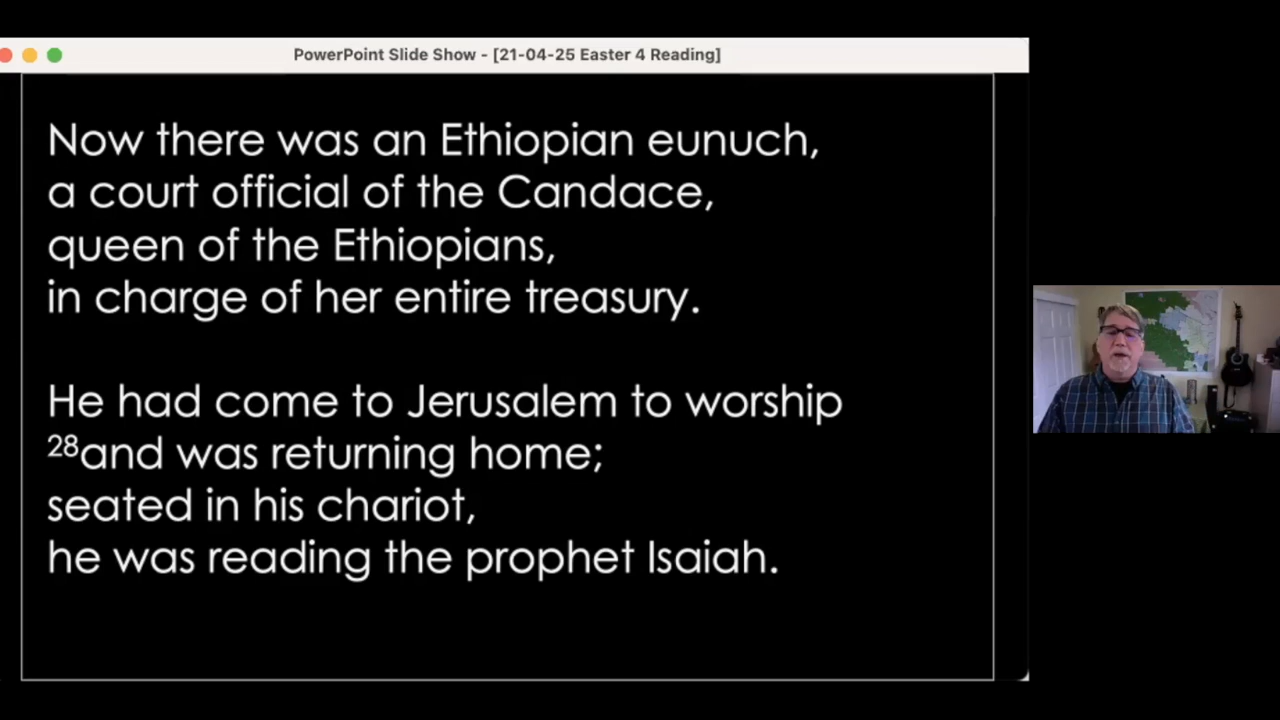 PowerPoint Slide Show - [21-04-25 Easter 4 Reading]
Now there was an Ethiopian eunuch,
a court official of the Candace,
queen of the Ethiopians,
in charge of her entire treasury.
He had come to Jerusalem to worship
28and was returning home;
seated in his chariot,
he was reading the prophet Isaiah.